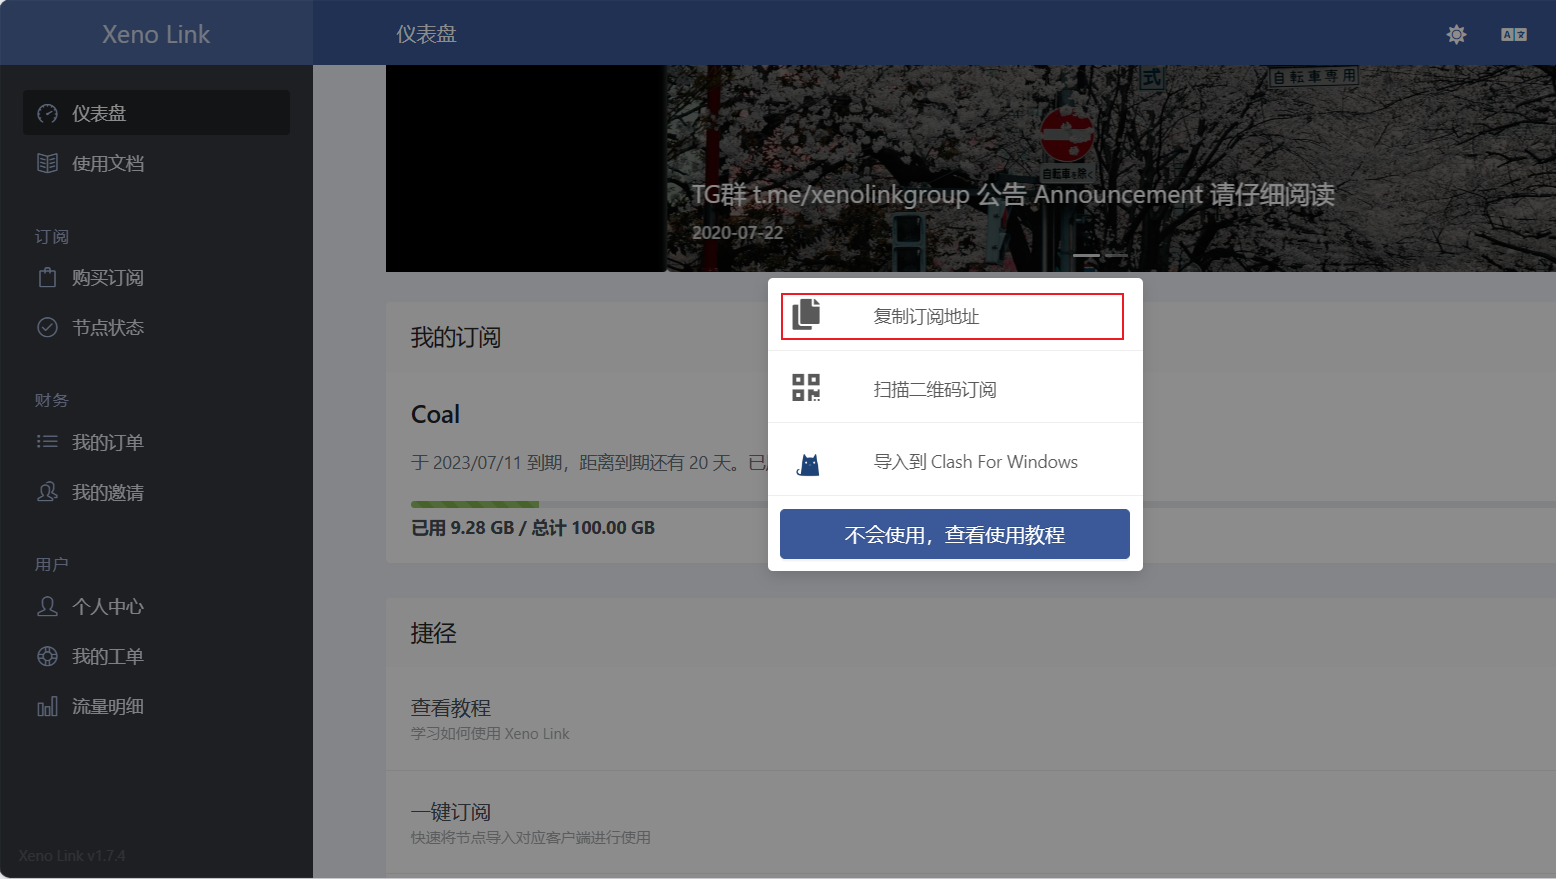 Xeno Link
仪表盘
仪表盘
使用文档
订阅
购买订阅
节点状态
财务
我的订单
我的邀请
用户
个人中心
我的工单
流量明细
Xeno Link v1.7.4
式
自転車専用
自転車を除く
TG群 t.me/xenolinkgroup 公告 Announcement 请仔细阅读
2020-07-22
我的订阅
Coal
于 2023/07/11 到期，距离到期还有 20 天。已
已用 9.28 GB / 总计 100.00 GB
复制订阅地址
扫描二维码订阅
导入到 Clash For Windows
不会使用，查看使用教程
捷径
查看教程
学习如何使用 Xeno Link
一键订阅
快速将节点导入对应客户端进行使用